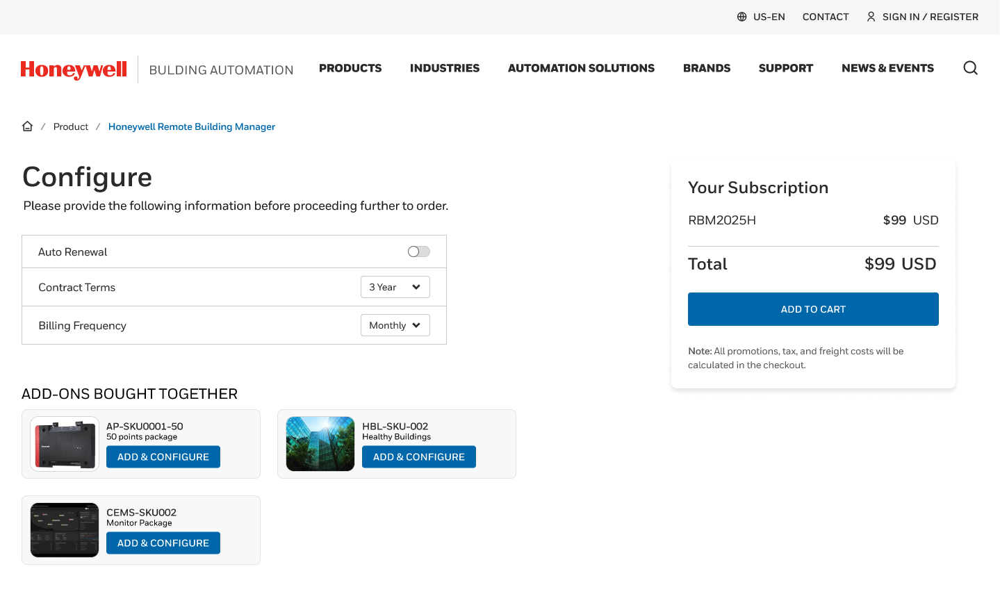 US-EN CONTACT SIGN IN / REGISTER
Honeywell BULDING AUTOMATION PRODUCTS INDUSTRIES AUTOMATION SOLUTIONS BRANDS SUPPORT NEWS & EVENTS
/ Product / Honeywell Remote Building Manager
Configure
Please provide the following information before proceeding further to order.
Auto Renewal
Contract Terms 3 Year
Billing Frequency Monthly
Your Subscription
RBM2025H $99 USD
Total $99 USD
ADD TO CART
Note: All promotions, tax, and freight costs will be
calculated in the checkout.
ADD-ONS BOUGHT TOGETHER
Honeywell
AP-SKU0001-50
50 points package
ADD & CONFIGURE
HBL-SKU-002
Healthy Buildings
ADD & CONFIGURE
CEMS-SKU002
Monitor Package
ADD & CONFIGURE